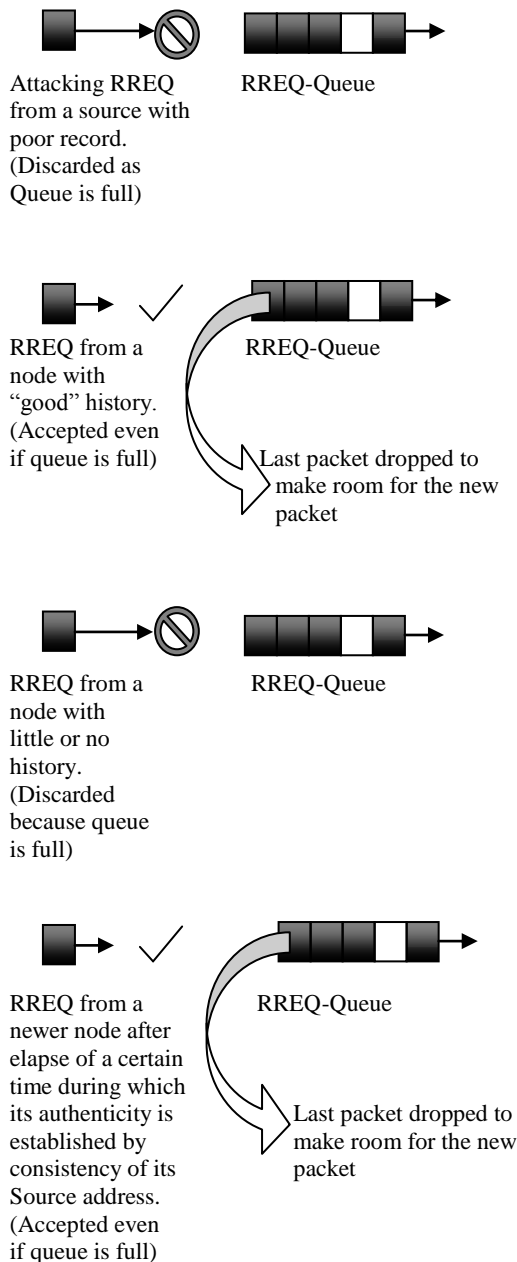 Attacking RREQ
from a source with
poor record.
(Discarded as
Queue is full)
RREQ-Queue
RREQ from a
node with
“good” history.
(Accepted even
if queue is full)
RREQ-Queue
Last packet dropped to
make room for the new
packet
RREQ from a
node with
little or no
history.
(Discarded
because queue
is full)
RREQ-Queue
RREQ from a
newer node after
elapse of a certain
time during which
its authenticity is
established by
consistency of its
Source address.
(Accepted even
if queue is full)
RREQ-Queue
Last packet dropped to
make room for the new
packet